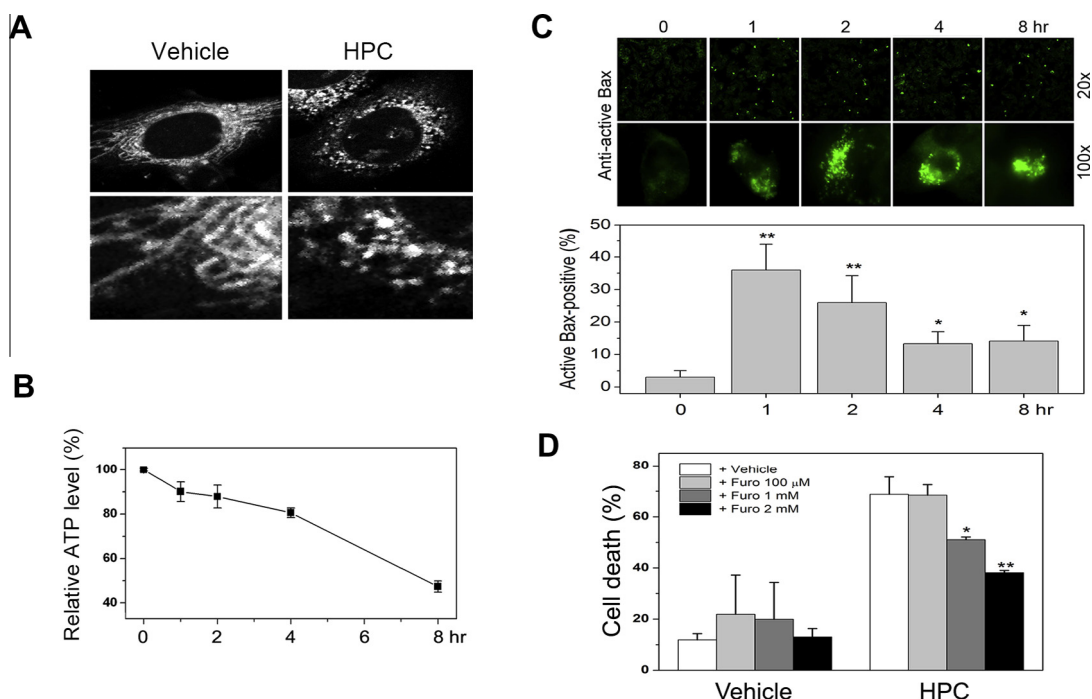 A
Vehicle HPC
B
Relative ATP level (%)
100
80
60
40
0 2 4 6 8 hr
C
0 1 2 4 8 hr
Anti-active Bax
20x
100x
Active Bax-positive (%)
50
40
30
20
10
0
** ** * *
0 1 2 4 8 hr
D
Cell death (%)
80
60
40
20
0
+ Vehicle
+ Furo 100 μM
+ Furo 1 mM
+ Furo 2 mM
* **
Vehicle HPC